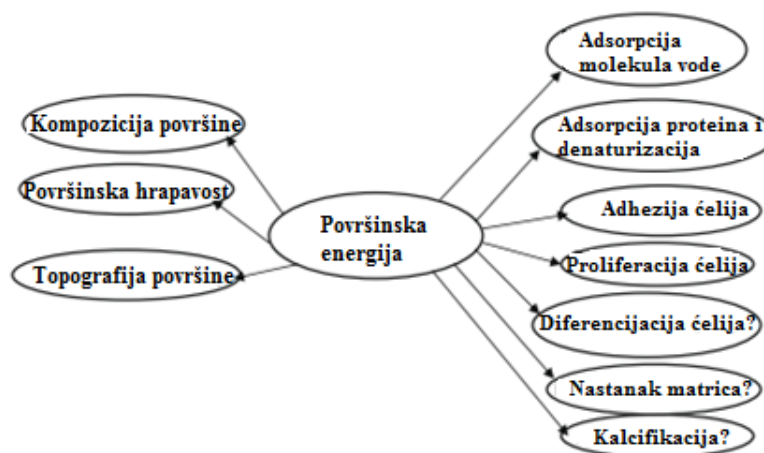 Kompozicija površine
Površinska hrapavost
Topografija površine
Površinska
energija
Adsorpcija
molekula vode
Adsorpcija proteina i
denaturizacija
Adhezija ćelija
Proliferacija ćelija
Diferencijacija ćelija?
Nastanak matrica?
Kalcifikacija?